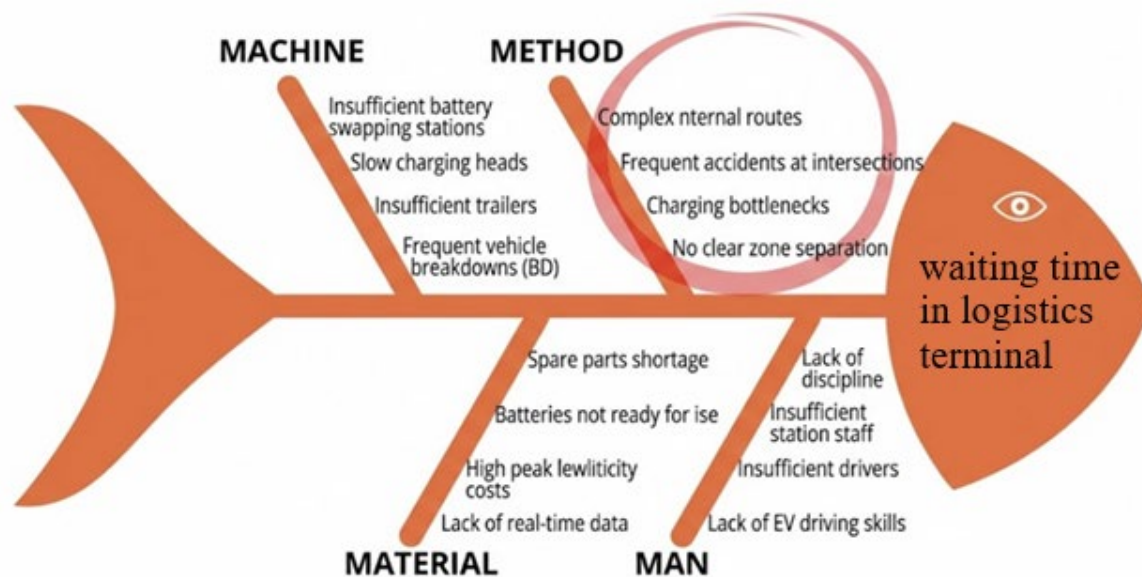 MACHINE
Insufficient battery
swapping stations
Slow charging heads
Insufficient trailers
Frequent vehicle
breakdowns (BD)
METHOD
Complex nternal routes
Frequent accidents at intersections
Charging bottlenecks
No clear zone separation
waiting time
in logistics
terminal
Spare parts shortage
Batteries not ready for ise
High peak lewliticity
costs
Lack of real-time data
MATERIAL
Lack of
discipline
Insufficient
station staff
Insufficient drivers
Lack of EV driving skills
MAN